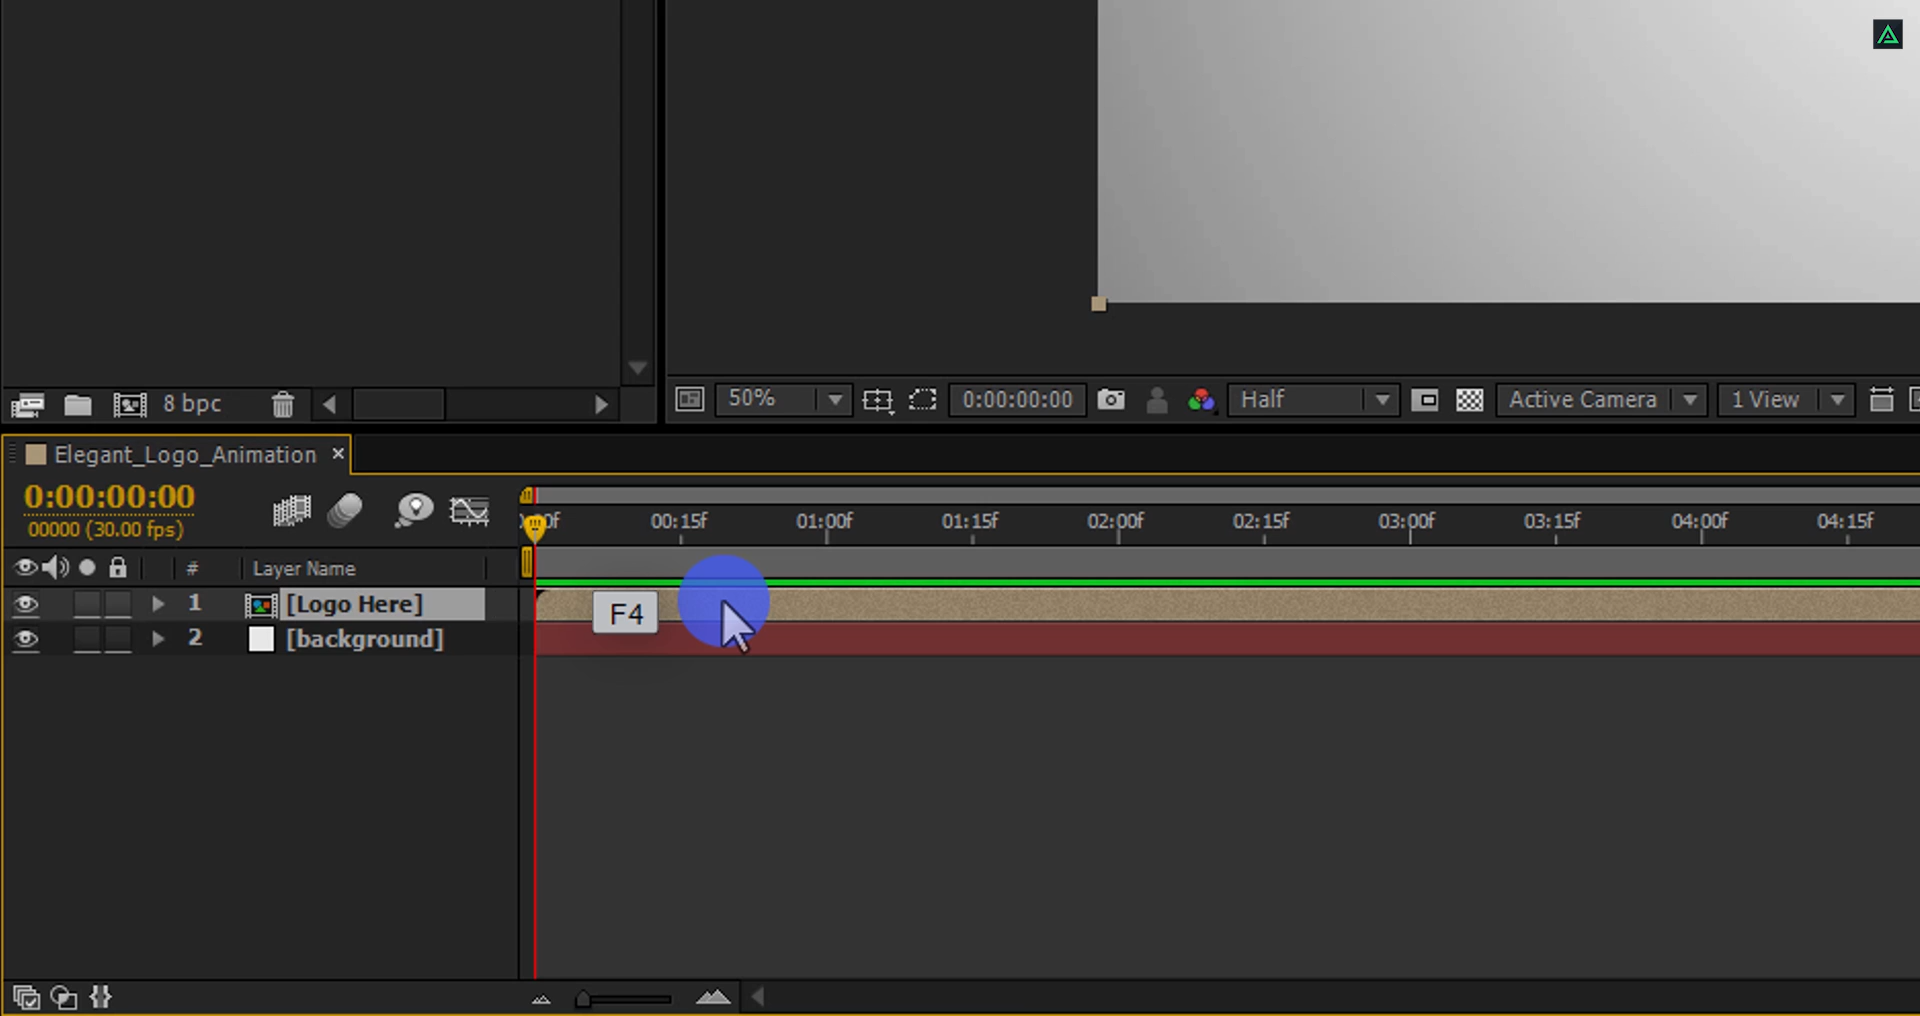 8 bpc
50%
0:00:00:00
Half
Active Camera
1 View
Elegant_Logo_Animation ×
0:00:00:00
00000 (30.00 fps)
00:15f 01:00f 01:15f 02:00f 02:15f 03:00f 03:15f 04:00f 04:15f
# Layer Name
1 [Logo Here]
F4
2 [background]